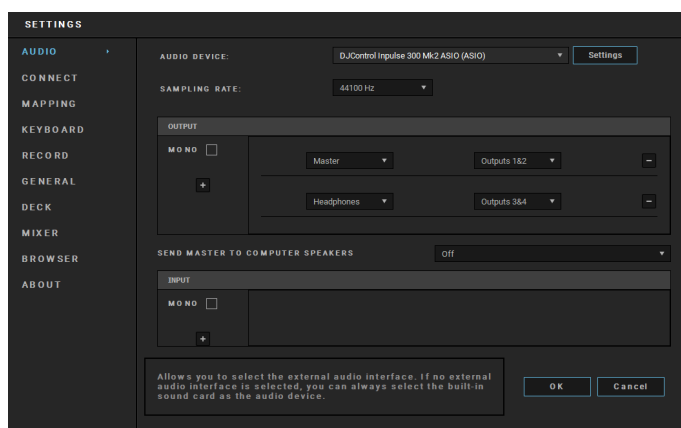 SETTINGS
AUDIO
CONNECT
MAPPING
KEYBOARD
RECORD
GENERAL
DECK
MIXER
BROWSER
ABOUT
AUDIO DEVICE: DJControl Inpulse 300 Mk2 ASIO (ASIO) Settings
SAMPLING RATE: 44100 Hz
OUTPUT
MONO
+
Master Outputs 1&2 −
Headphones Outputs 3&4 −
SEND MASTER TO COMPUTER SPEAKERS Off
INPUT
MONO
+
Allows you to select the external audio interface. If no external
audio interface is selected, you can always select the built-in
sound card as the audio device.
OK Cancel